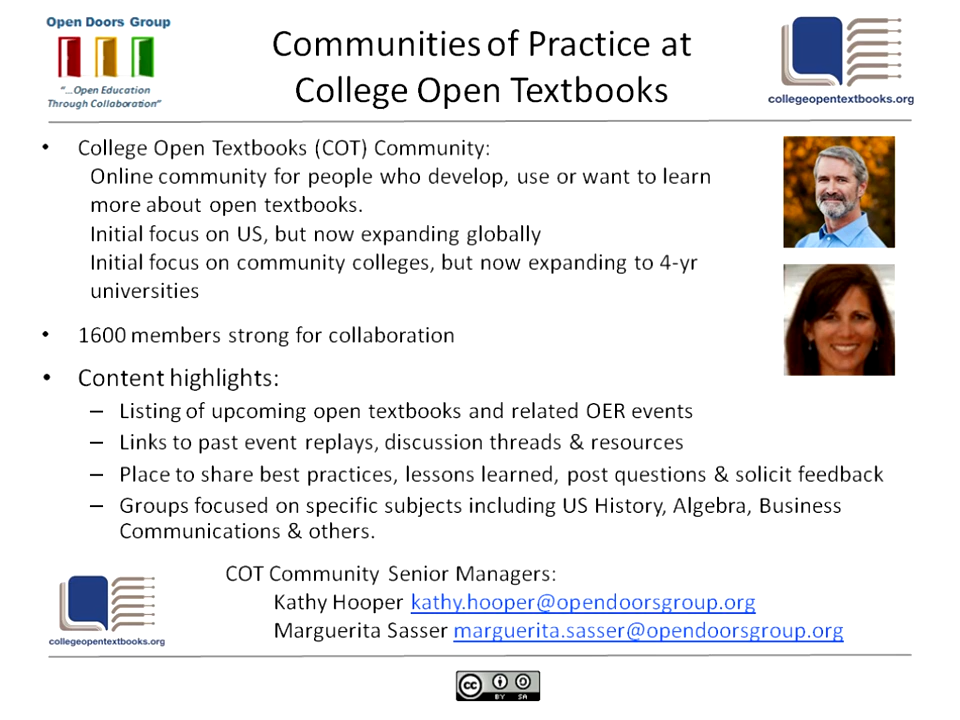 Open Doors Group
"...Open Education
Through Collaboration"
Communities of Practice at
College Open Textbooks
collegeopentextbooks.org
• College Open Textbooks (COT) Community:
Online community for people who develop, use or want to learn
more about open textbooks.
Initial focus on US, but now expanding globally
Initial focus on community colleges, but now expanding to 4-yr
universities
• 1600 members strong for collaboration
• Content highlights:
– Listing of upcoming open textbooks and related OER events
– Links to past event replays, discussion threads & resources
– Place to share best practices, lessons learned, post questions & solicit feedback
– Groups focused on specific subjects including US History, Algebra, Business
Communications & others.
COT Community Senior Managers:
Kathy Hooper kathy.hooper@opendoorsgroup.org
Marguerita Sasser marguerita.sasser@opendoorsgroup.org
collegeopentextbooks.org
cc
BY SA